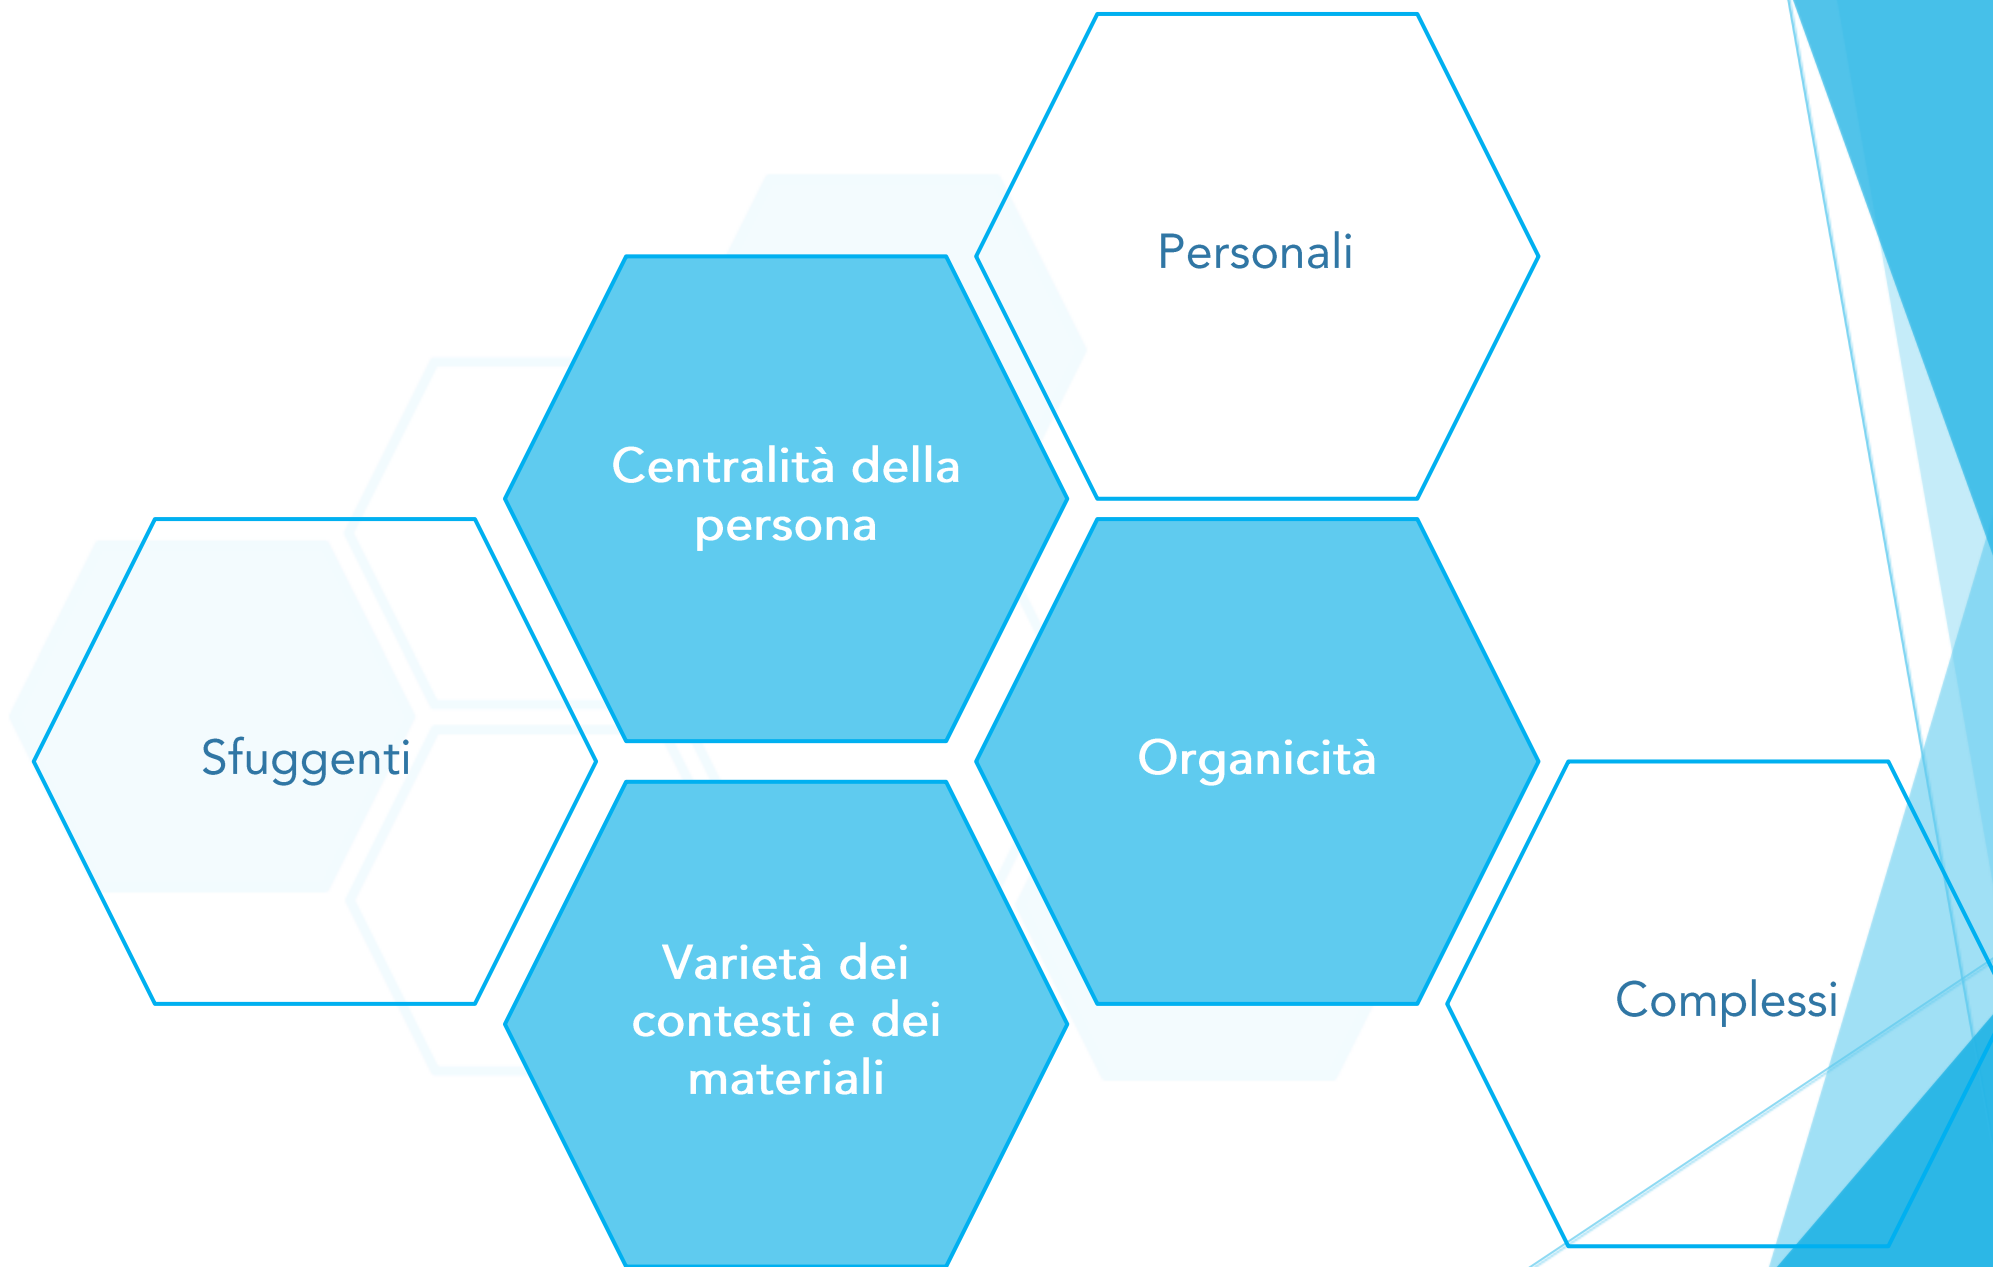 Personali
Centralità della
persona
Sfuggenti
Organicità
Varietà dei
contesti e dei
materiali
Complessi